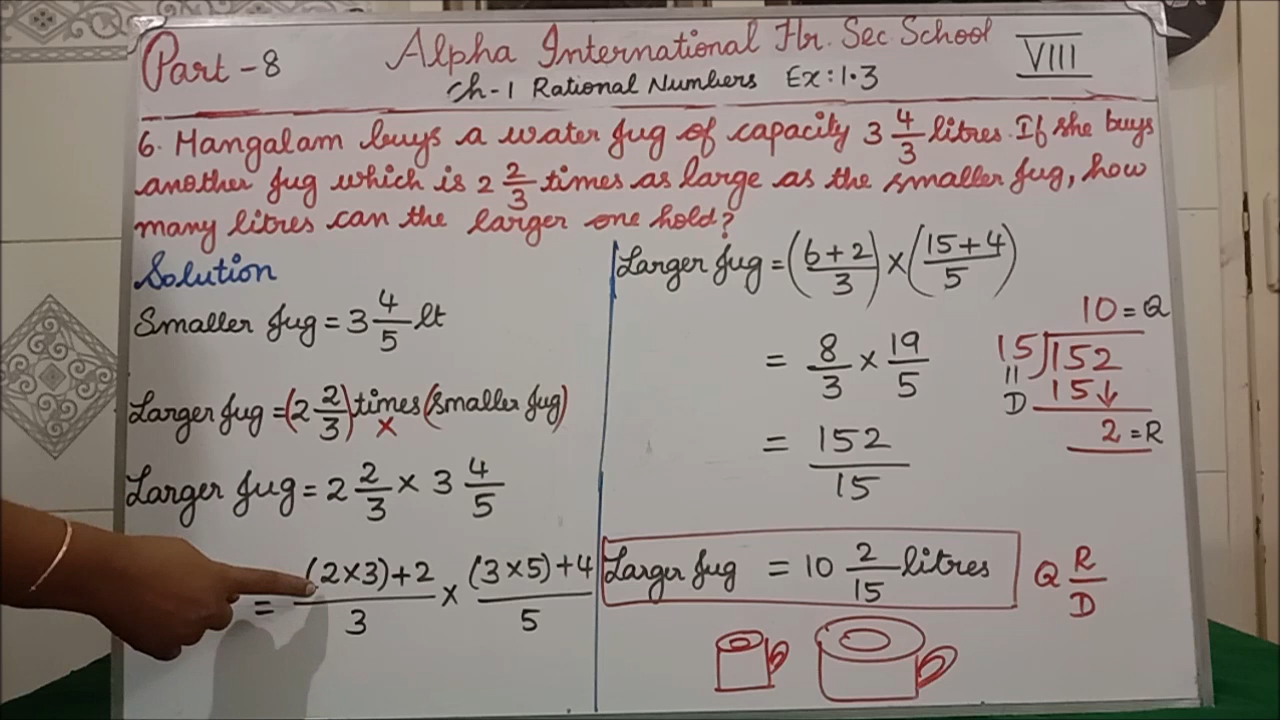 Part-8
Alpha International Hr. Sec. School
VIII
Ch-1 Rational Numbers Ex: 1.3
6. Mangalam buys a water jug of capacity 3 4/3 litres. If she buys
another jug which is 2 2/3 times as large as the smaller jug, how
many litres can the larger one hold?
Solution
Smaller jug = 3 4/5 lt
Larger jug = (2 2/3) times (smaller jug)
×
Larger jug = 2 2/3 × 3 4/5
= (2×3)+2/3 × (3×5)+4/5
Larger jug = (6+2/3) × (15+4/5)
= 8/3 × 19/5
= 152/15
10 = Q
15)152
= D
15↓
2 = R
Larger jug = 10 2/15 litres
Q R/D